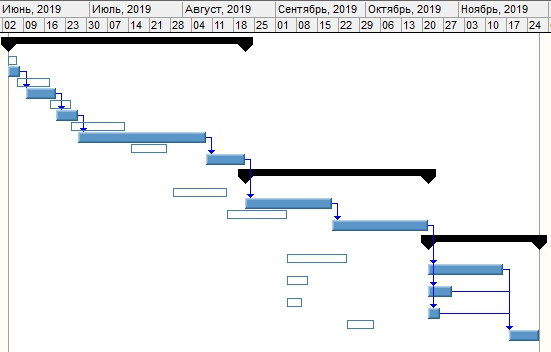 Июнь, 2019 Июль, 2019 Август, 2019 Сентябрь, 2019 Октябрь, 2019 Ноябрь, 2019
02 09 16 23 30 07 14 21 28 04 11 18 25 01 08 15 22 29 06 13 20 27 03 10 17 24